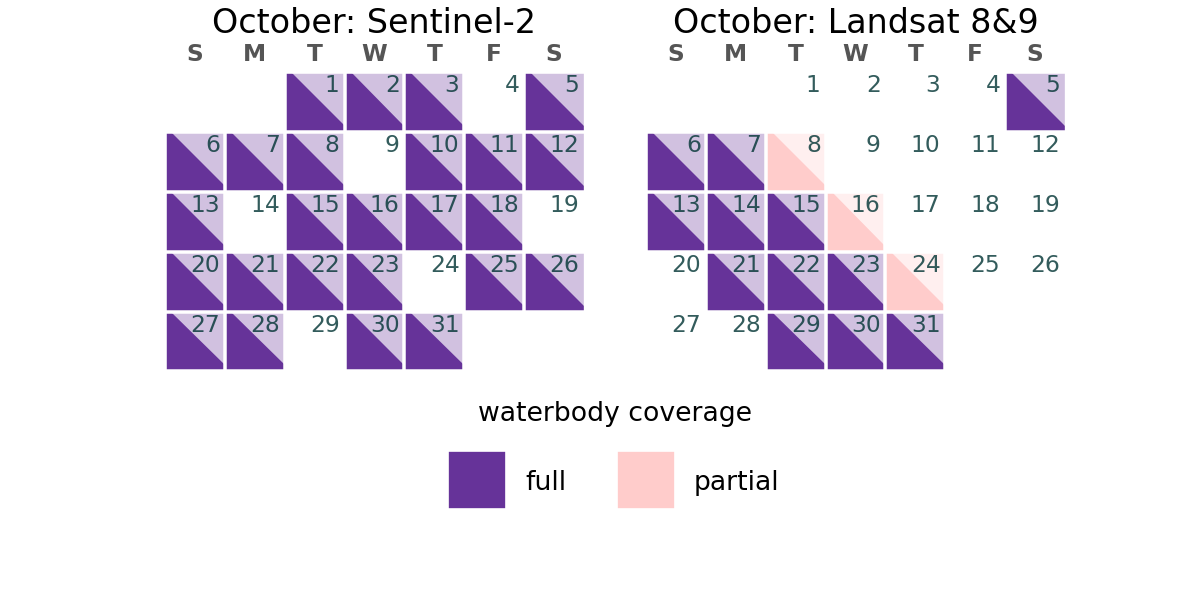 October: Sentinel-2
S M T W T F S
1 2 3 4 5
6 7 8 9 10 11 12
13 14 15 16 17 18 19
20 21 22 23 24 25 26
27 28 29 30 31
October: Landsat 8&9
S M T W T F S
1 2 3 4 5
6 7 8 9 10 11 12
13 14 15 16 17 18 19
20 21 22 23 24 25 26
27 28 29 30 31
waterbody coverage
full partial